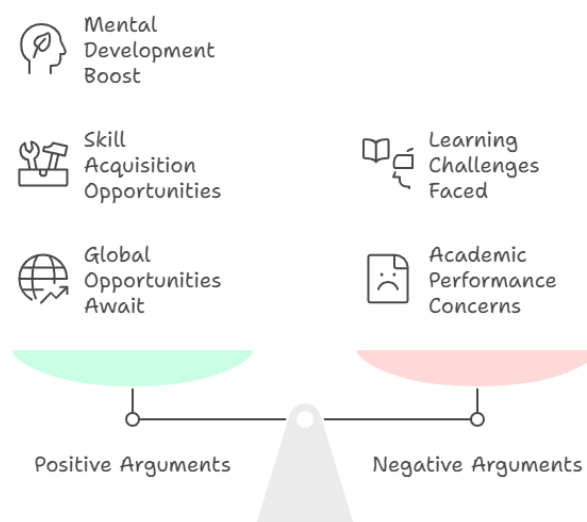 Mental
Development
Boost
Skill
Acquisition
Opportunities
Global
Opportunities
Await
Learning
Challenges
Faced
Academic
Performance
Concerns
Positive Arguments
Negative Arguments